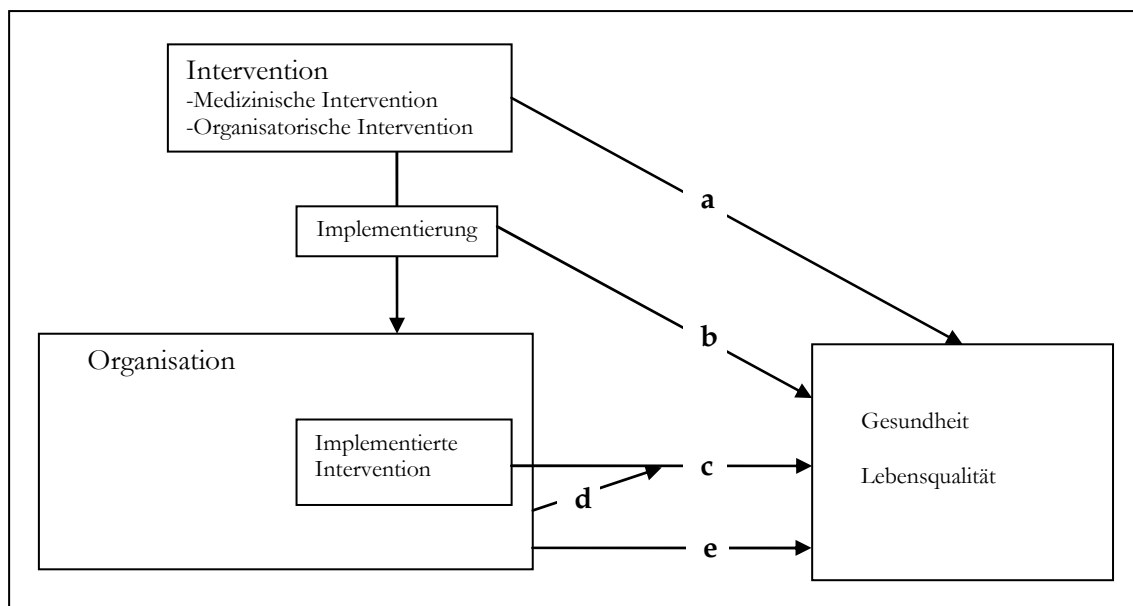 Intervention
-Medizinische Intervention
-Organisatorische Intervention
a
Implementierung
b
Organisation
Gesundheit
Implementierte
Intervention
c
Lebensqualität
d
e